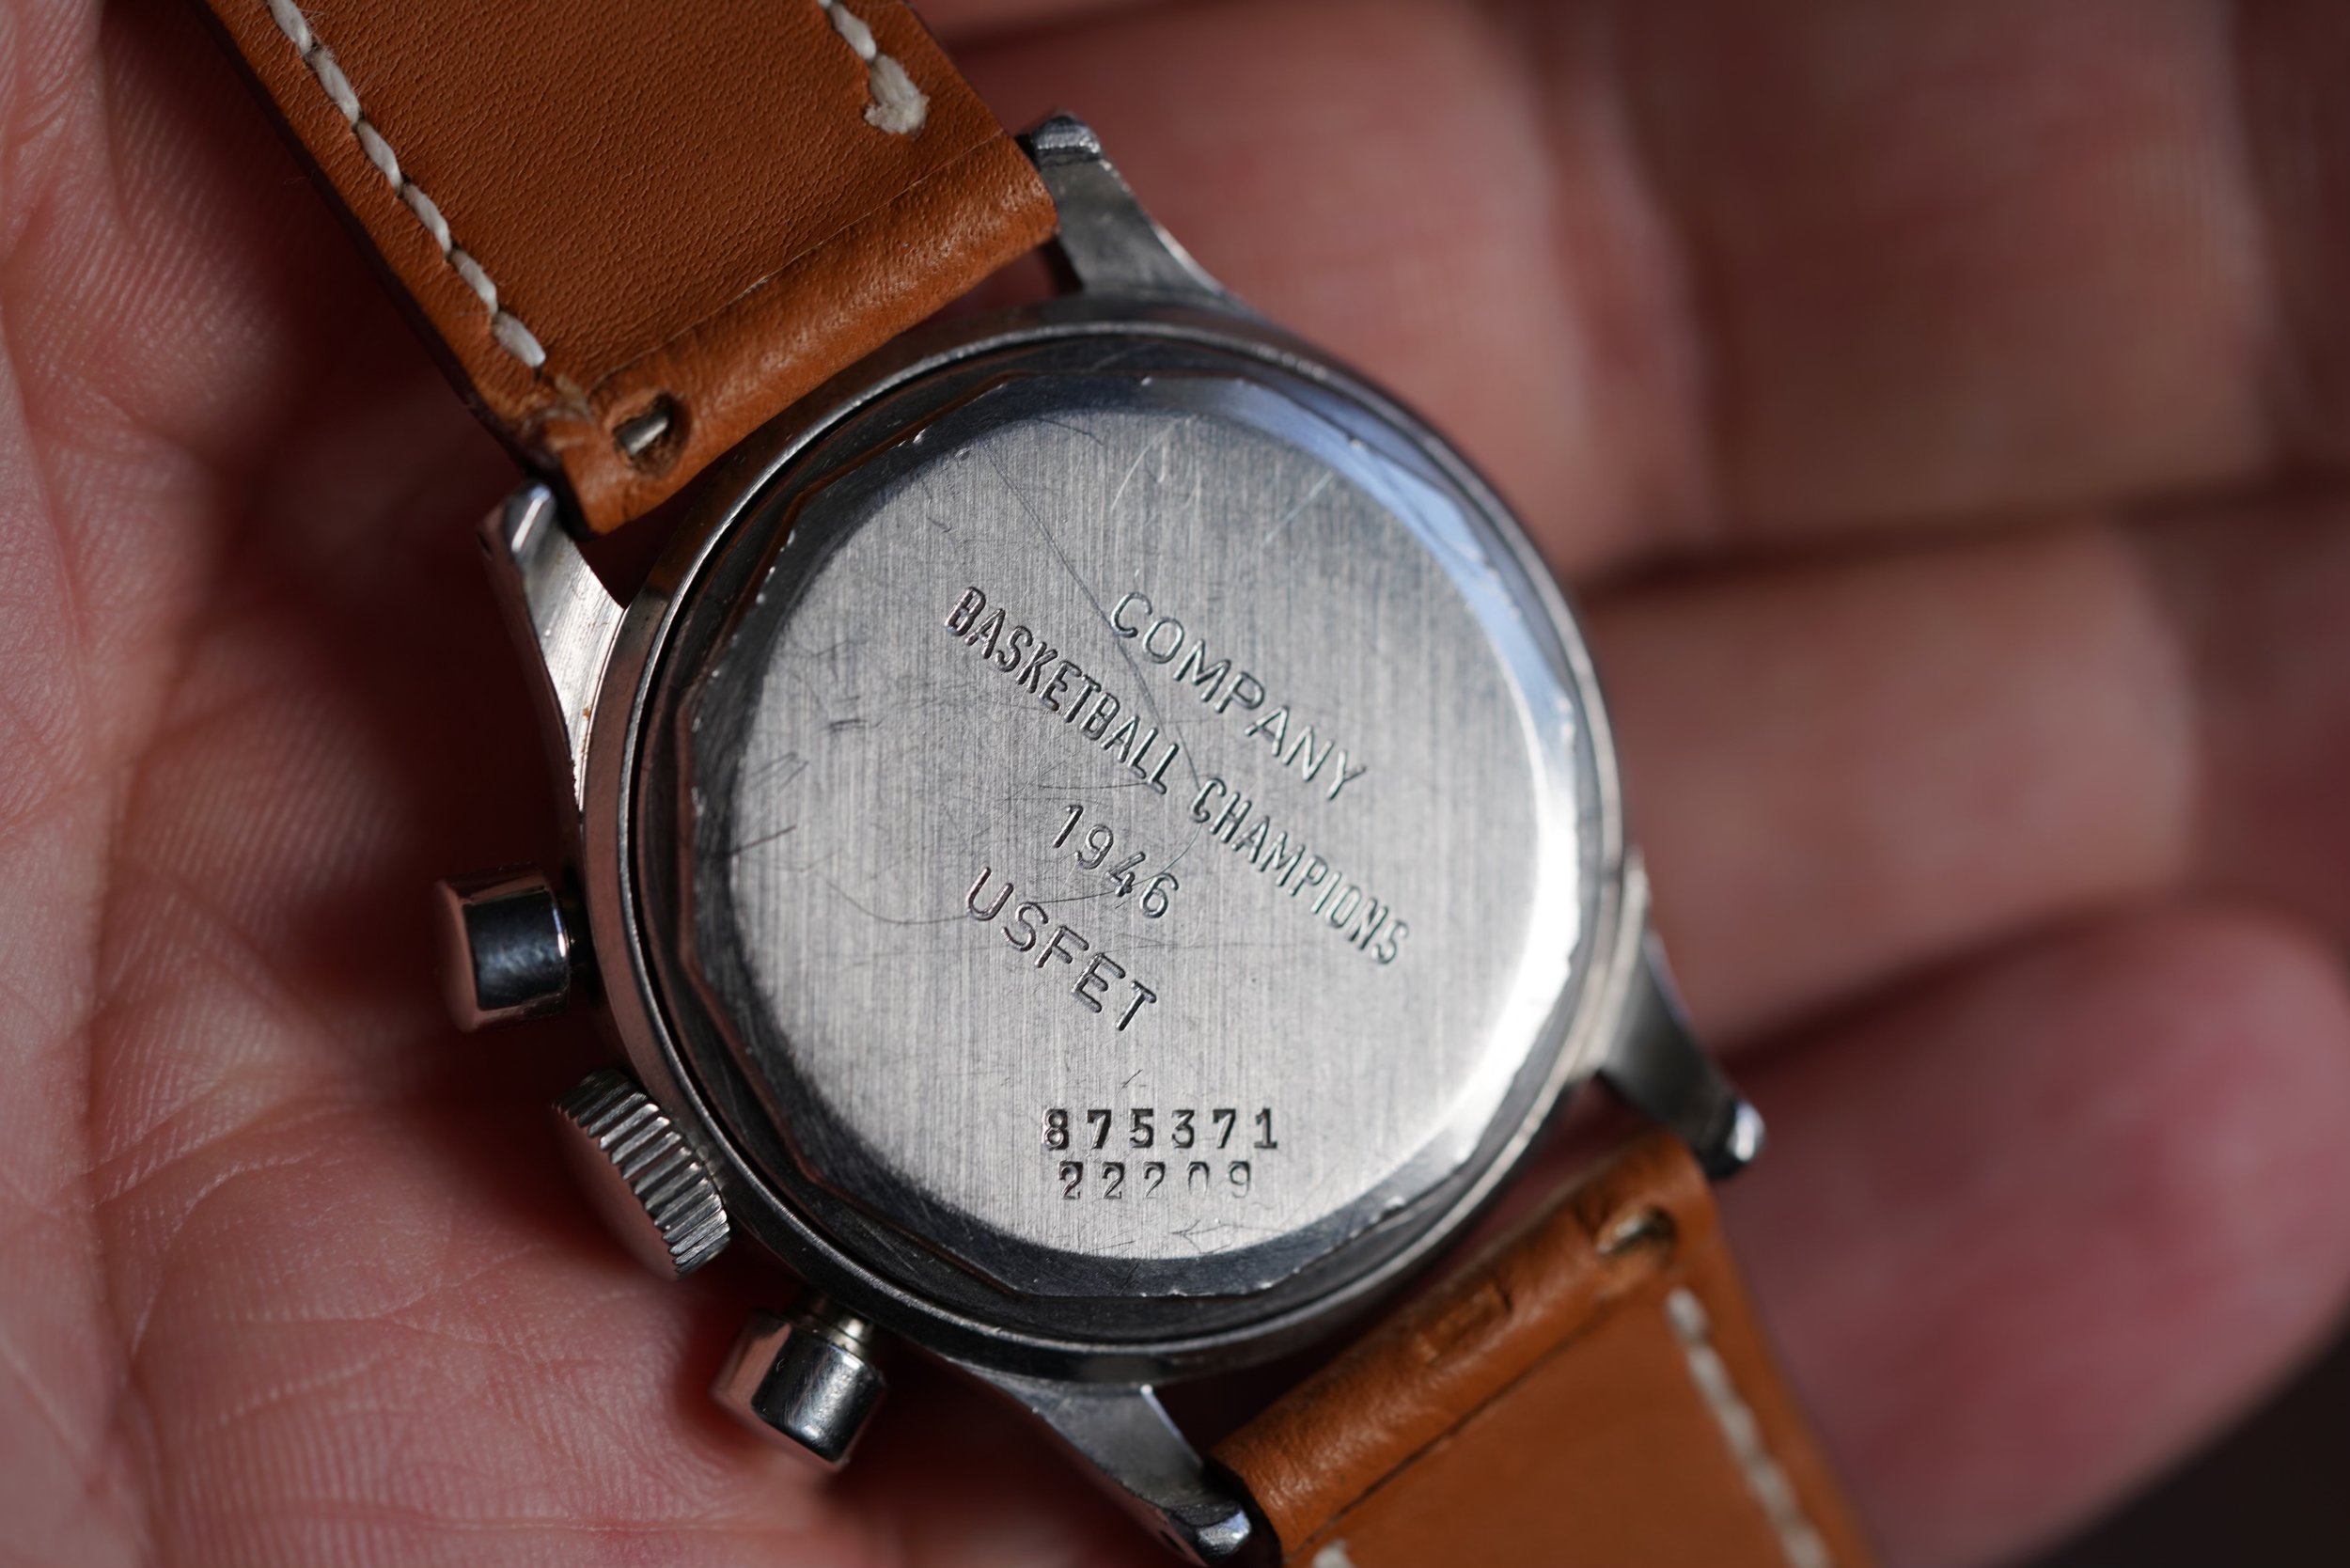 COMPANY
BASKETBALL CHAMPIONS
1946
USFET
875371
22209